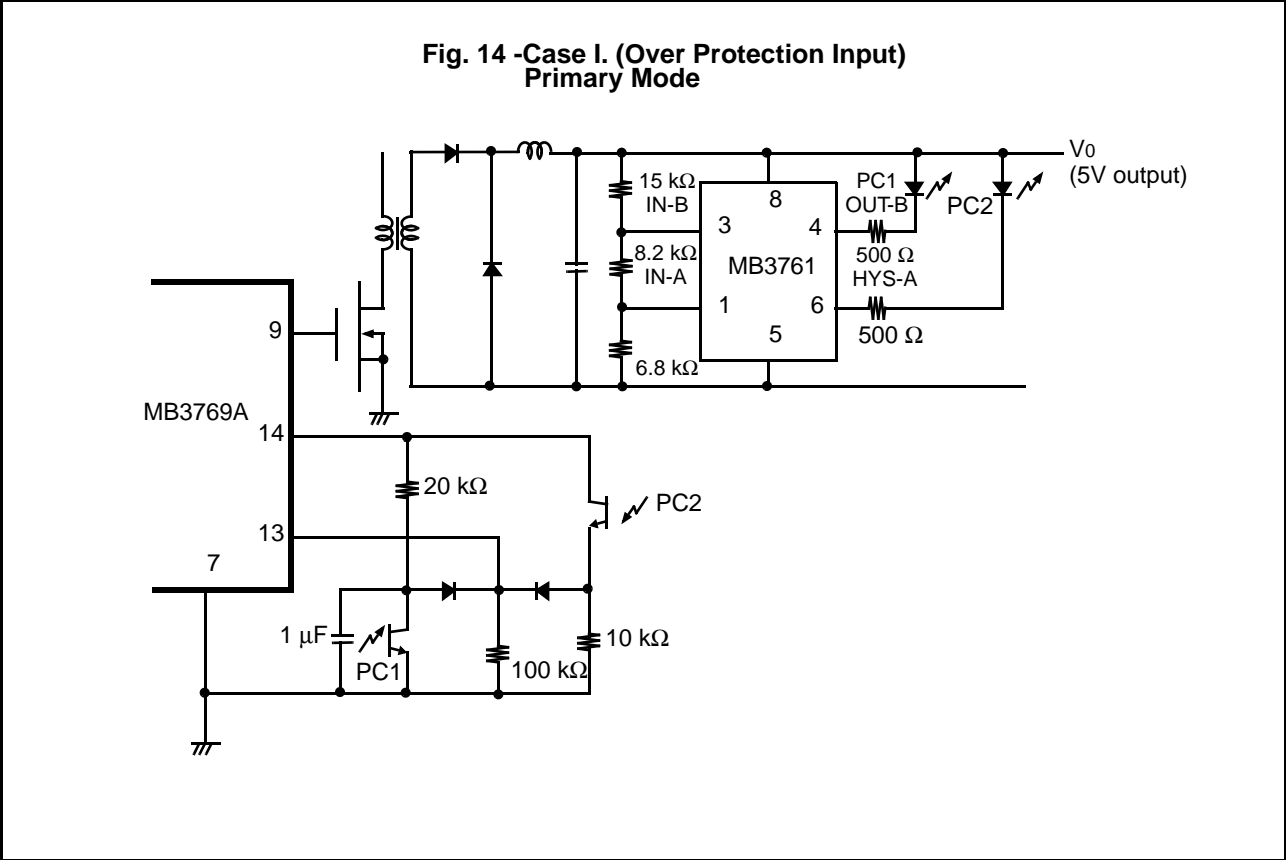 Fig. 14 -Case I. (Over Protection Input)
Primary Mode
V0
(5V output)
15 kΩ
IN-B
8
PC1
OUT-B
PC2
3
4
8.2 kΩ
IN-A
MB3761
500 Ω
HYS-A
1
6
5
500 Ω
6.8 kΩ
9
MB3769A
14
20 kΩ
PC2
13
7
1 μF
PC1
100 kΩ
10 kΩ